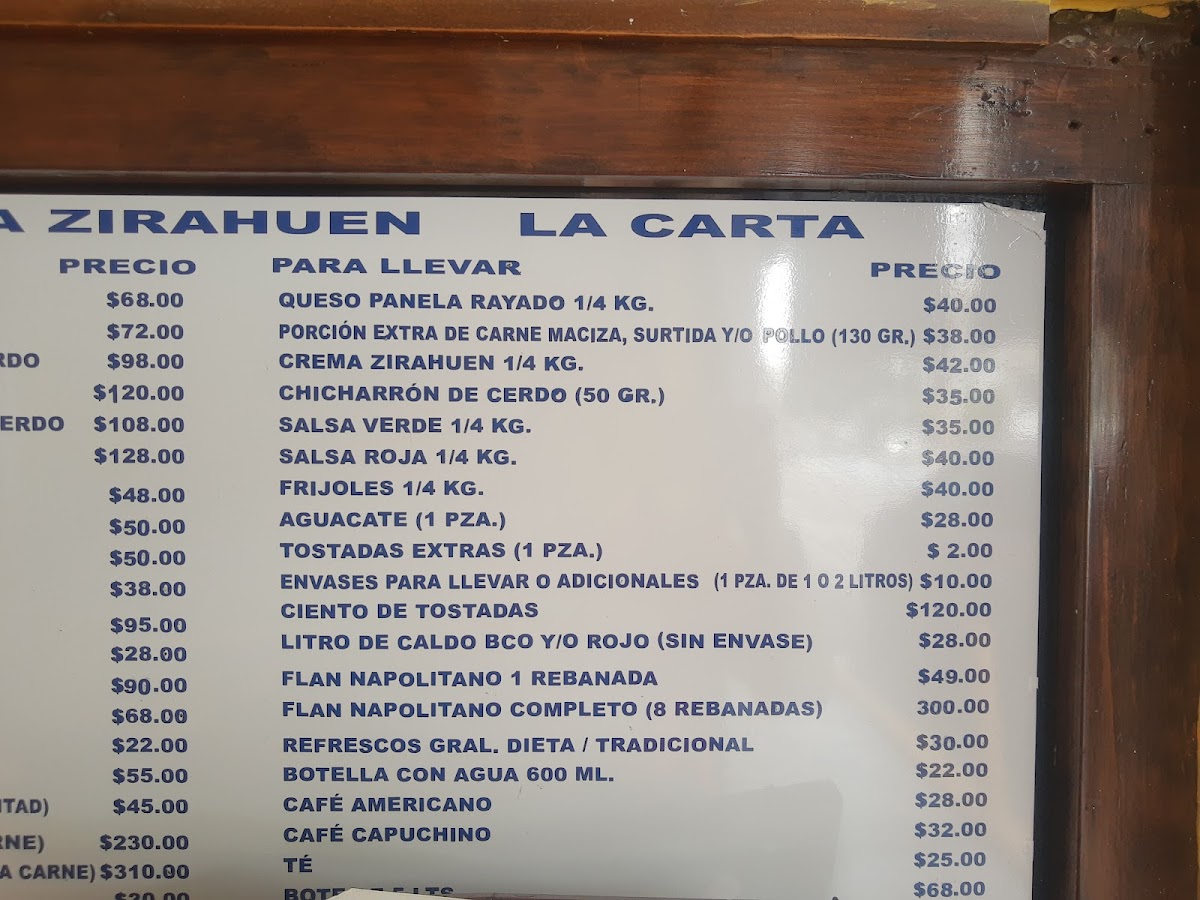 A ZIRAHUEN LA CARTA
PRECIO PARA LLEVAR PRECIO
$68.00 QUESO PANELA RAYADO 1/4 KG. $40.00
$72.00 PORCIÓN EXTRA DE CARNE MACIZA, SURTIDA Y/O POLLO (130 GR.) $38.00
RDO $98.00 CREMA ZIRAHUEN 1/4 KG. $42.00
$120.00 CHICHARRÓN DE CERDO (50 GR.) $35.00
ERDO $108.00 SALSA VERDE 1/4 KG. $35.00
$128.00 SALSA ROJA 1/4 KG. $40.00
$48.00 FRIJOLES 1/4 KG. $40.00
$50.00 AGUACATE (1 PZA.) $28.00
$50.00 TOSTADAS EXTRAS (1 PZA.) $ 2.00
$38.00 ENVASES PARA LLEVAR O ADICIONALES (1 PZA. DE 1 O 2 LITROS) $10.00
$95.00 CIENTO DE TOSTADAS $120.00
$28.00 LITRO DE CALDO BCO Y/O ROJO (SIN ENVASE) $28.00
$90.00 FLAN NAPOLITANO 1 REBANADA $49.00
$68.00 FLAN NAPOLITANO COMPLETO (8 REBANADAS) 300.00
$22.00 REFRESCOS GRAL. DIETA / TRADICIONAL $30.00
$55.00 BOTELLA CON AGUA 600 ML. $22.00
ITAD) $45.00 CAFÉ AMERICANO $28.00
RNE) $230.00 CAFÉ CAPUCHINO $32.00
A CARNE) $310.00 TÉ $25.00
$68.00